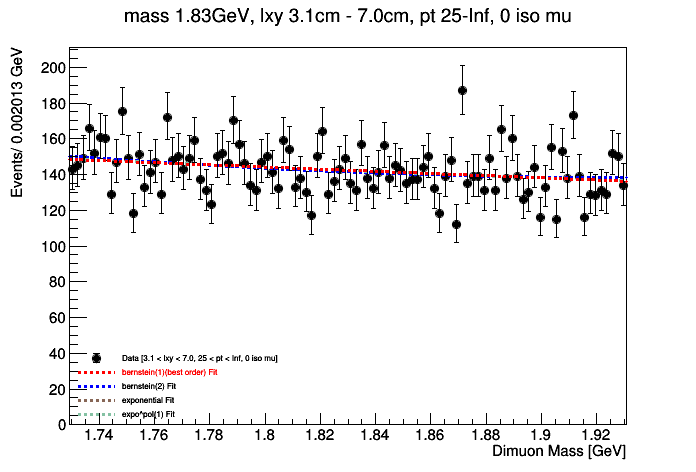 mass 1.83GeV, lxy 3.1cm - 7.0cm, pt 25-Inf, 0 iso mu
Events/ 0.002013 GeV
200
180
160
140
120
100
80
60
40
20
0
Data [3.1 < lxy < 7.0, 25 < pt < Inf, 0 iso mu]
bernstein(1)(best order) Fit
bernstein(2) Fit
exponential Fit
expo*pol(1) Fit
1.74 1.76 1.78 1.8 1.82 1.84 1.86 1.88 1.9 1.92
Dimuon Mass [GeV]